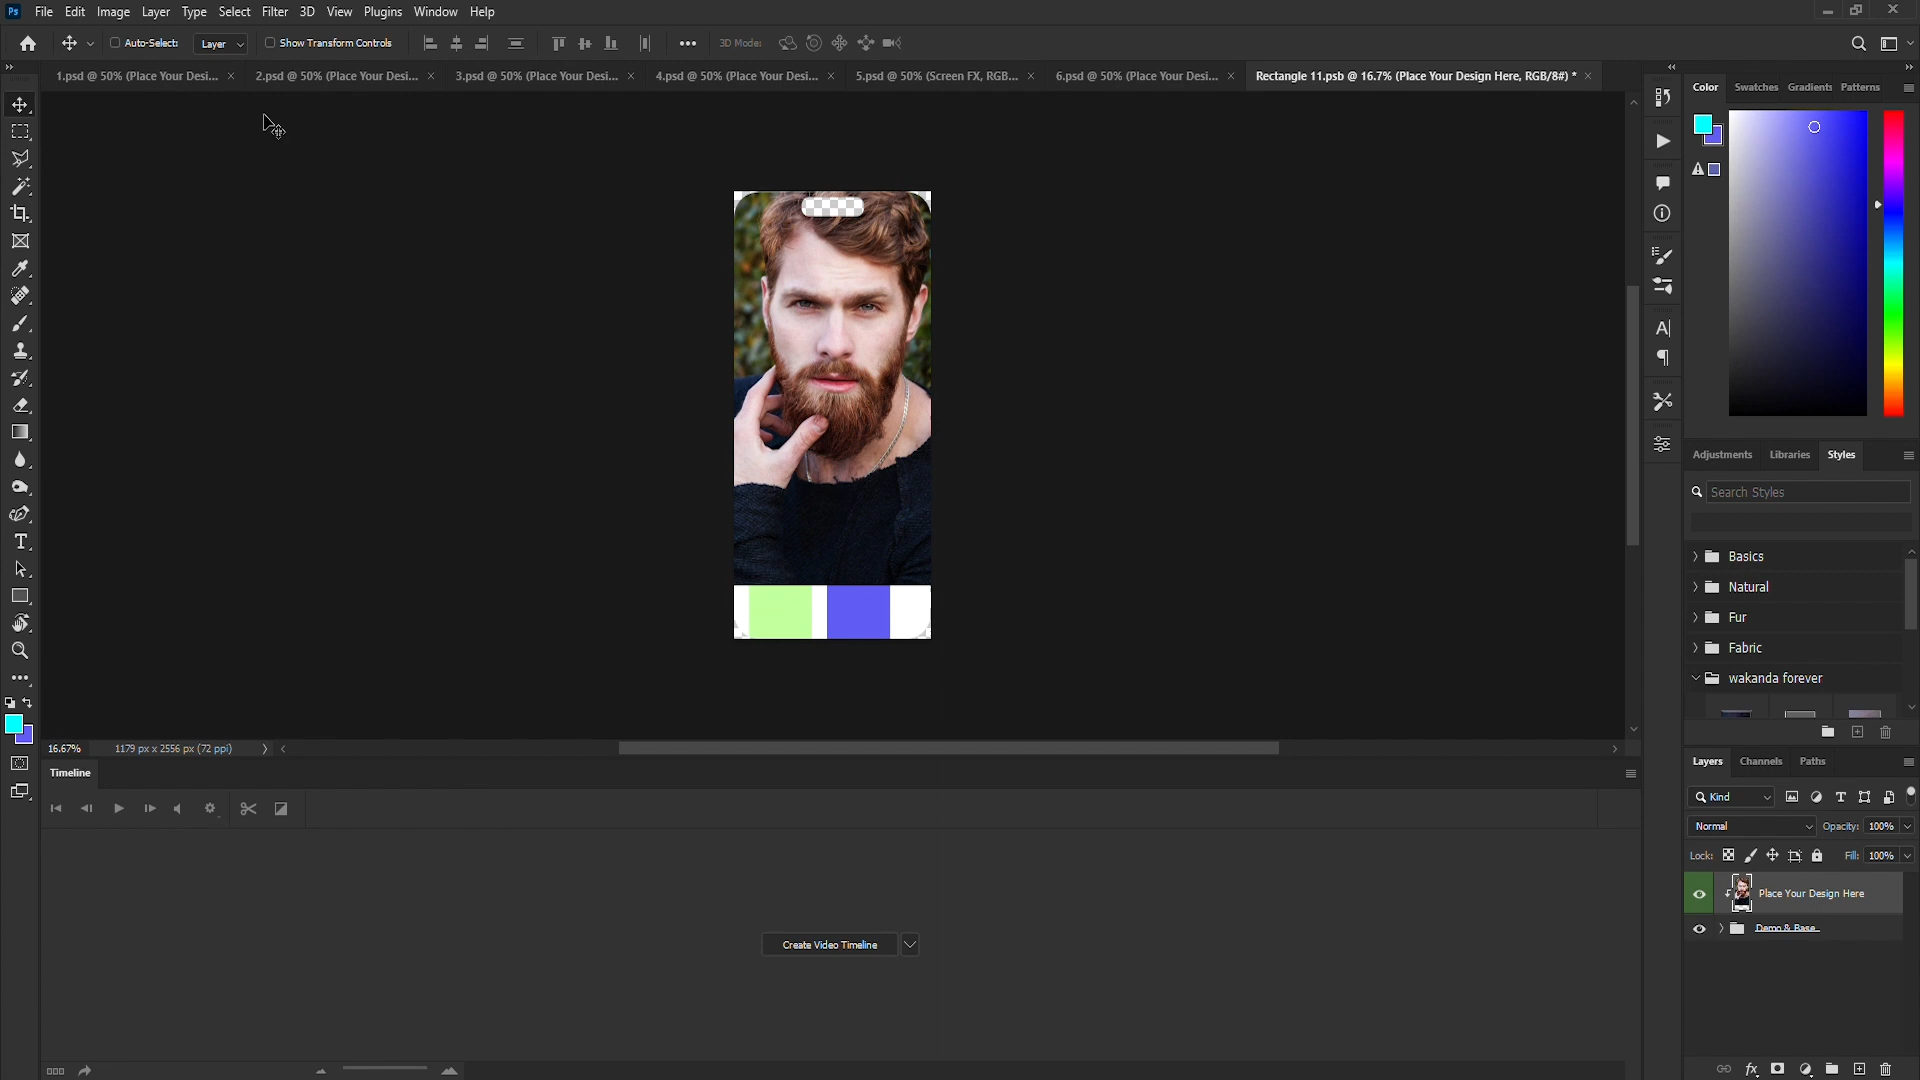 Ps File Edit Image Layer Type Select Filter 3D View Plugins Window Help
Auto-Select: Layer Show Transform Controls 3D Mode:
1.psd @ 50% (Place Your Desi... 2.psd @ 50% (Place Your Desi... 3.psd @ 50% (Place Your Desi... 4.psd @ 50% (Place Your Desi... 5.psd @ 50% (Screen FX, RGB... 6.psd @ 50% (Place Your Desi... Rectangle 11.psb @ 16.7% (Place Your Design Here, RGB/8#) *
Color Swatches Gradients Patterns
Adjustments Libraries Styles
Search Styles
Basics
Natural
Fur
Fabric
wakanda forever
16.67% 1179 px x 2556 px (72 ppi)
Timeline
Create Video Timeline
Layers Channels Paths
Kind
Normal Opacity: 100%
Lock: Fill: 100%
Place Your Design Here
Demo & Base